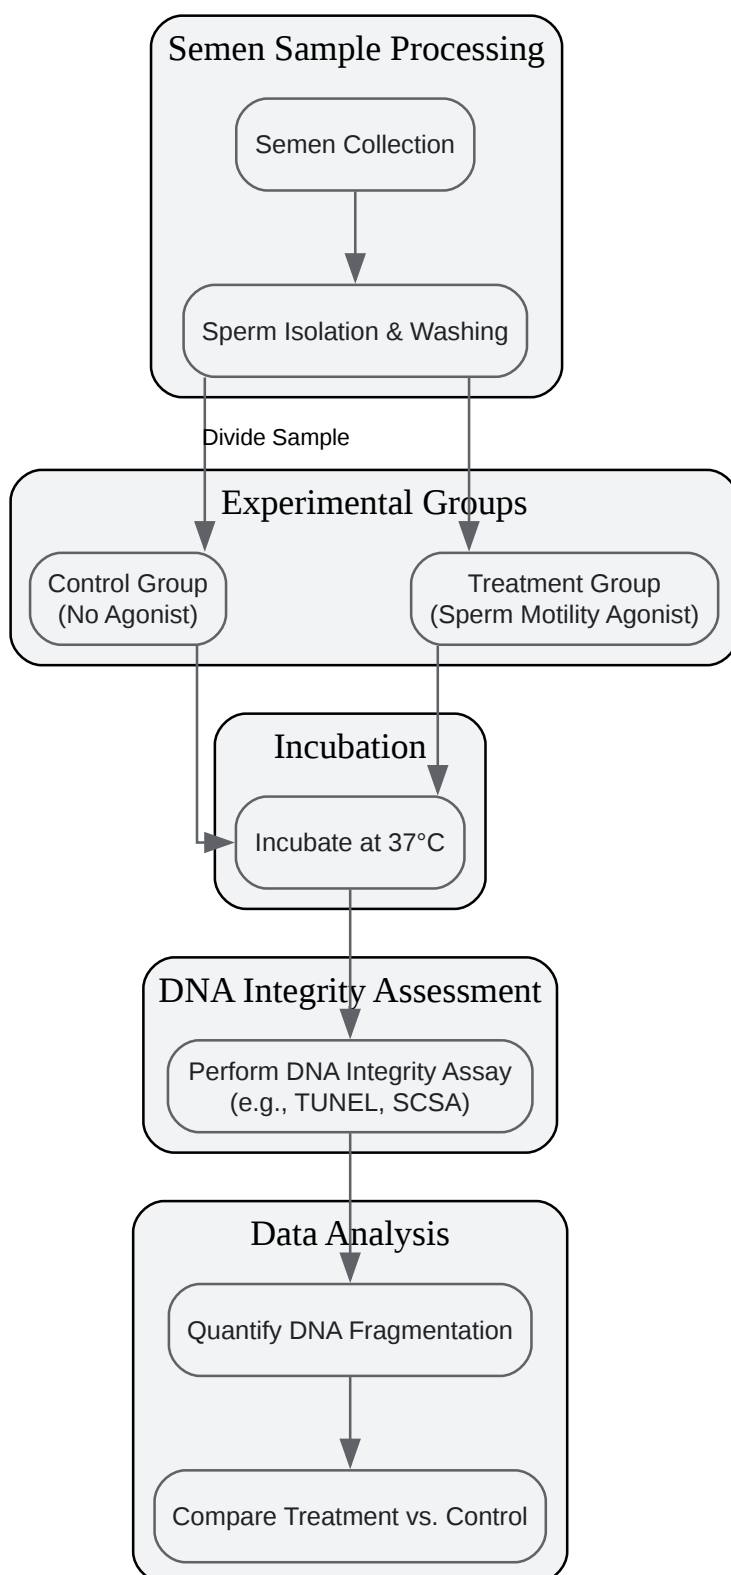 Semen Sample Processing
Semen Collection
Sperm Isolation & Washing
Divide Sample
Experimental Groups
Control Group
(No Agonist)
Treatment Group
(Sperm Motility Agonist)
Incubation
Incubate at 37°C
DNA Integrity Assessment
Perform DNA Integrity Assay
(e.g., TUNEL, SCSA)
Data Analysis
Quantify DNA Fragmentation
Compare Treatment vs. Control